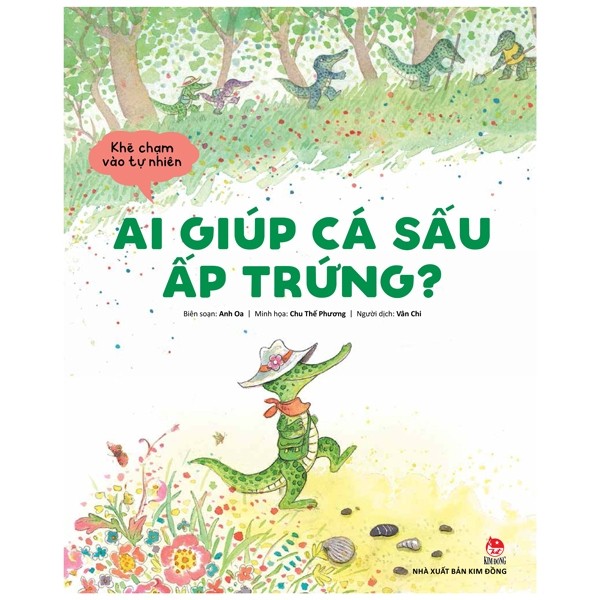 Khẽ chạm
vào tự nhiên
AI GIÚP CÁ SẤU
ẤP TRỨNG?
Biên soạn: Anh Oa | Minh họa: Chu Thế Phương | Người dịch: Vân Chi
KIM ĐỒNG
NHÀ XUẤT BẢN KIM ĐỒNG